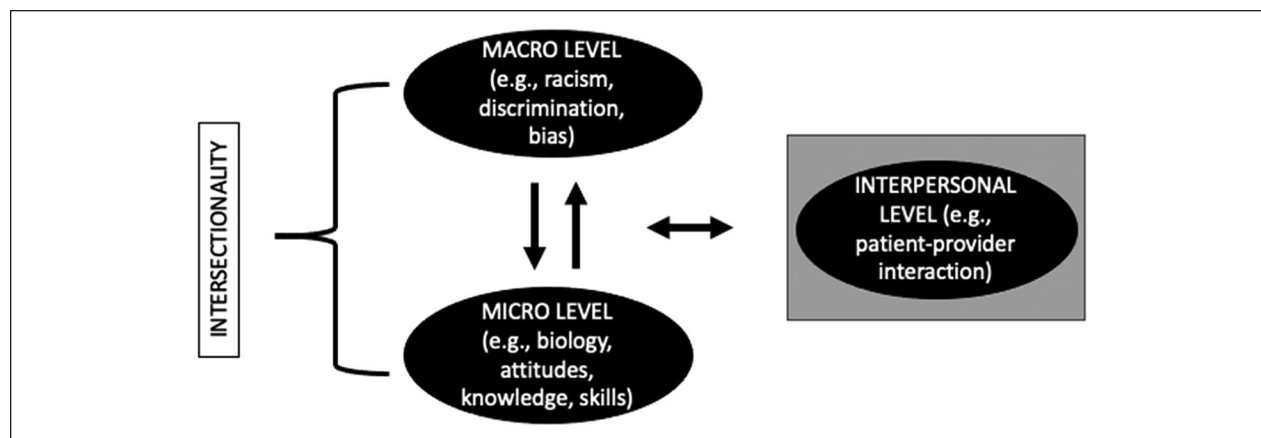 MACRO LEVEL
(e.g., racism,
discrimination,
bias)
INTERSECTIONALITY
INTERPERSONAL
LEVEL (e.g.,
patient-provider
interaction)
MICRO LEVEL
(e.g., biology,
attitudes,
knowledge, skills)